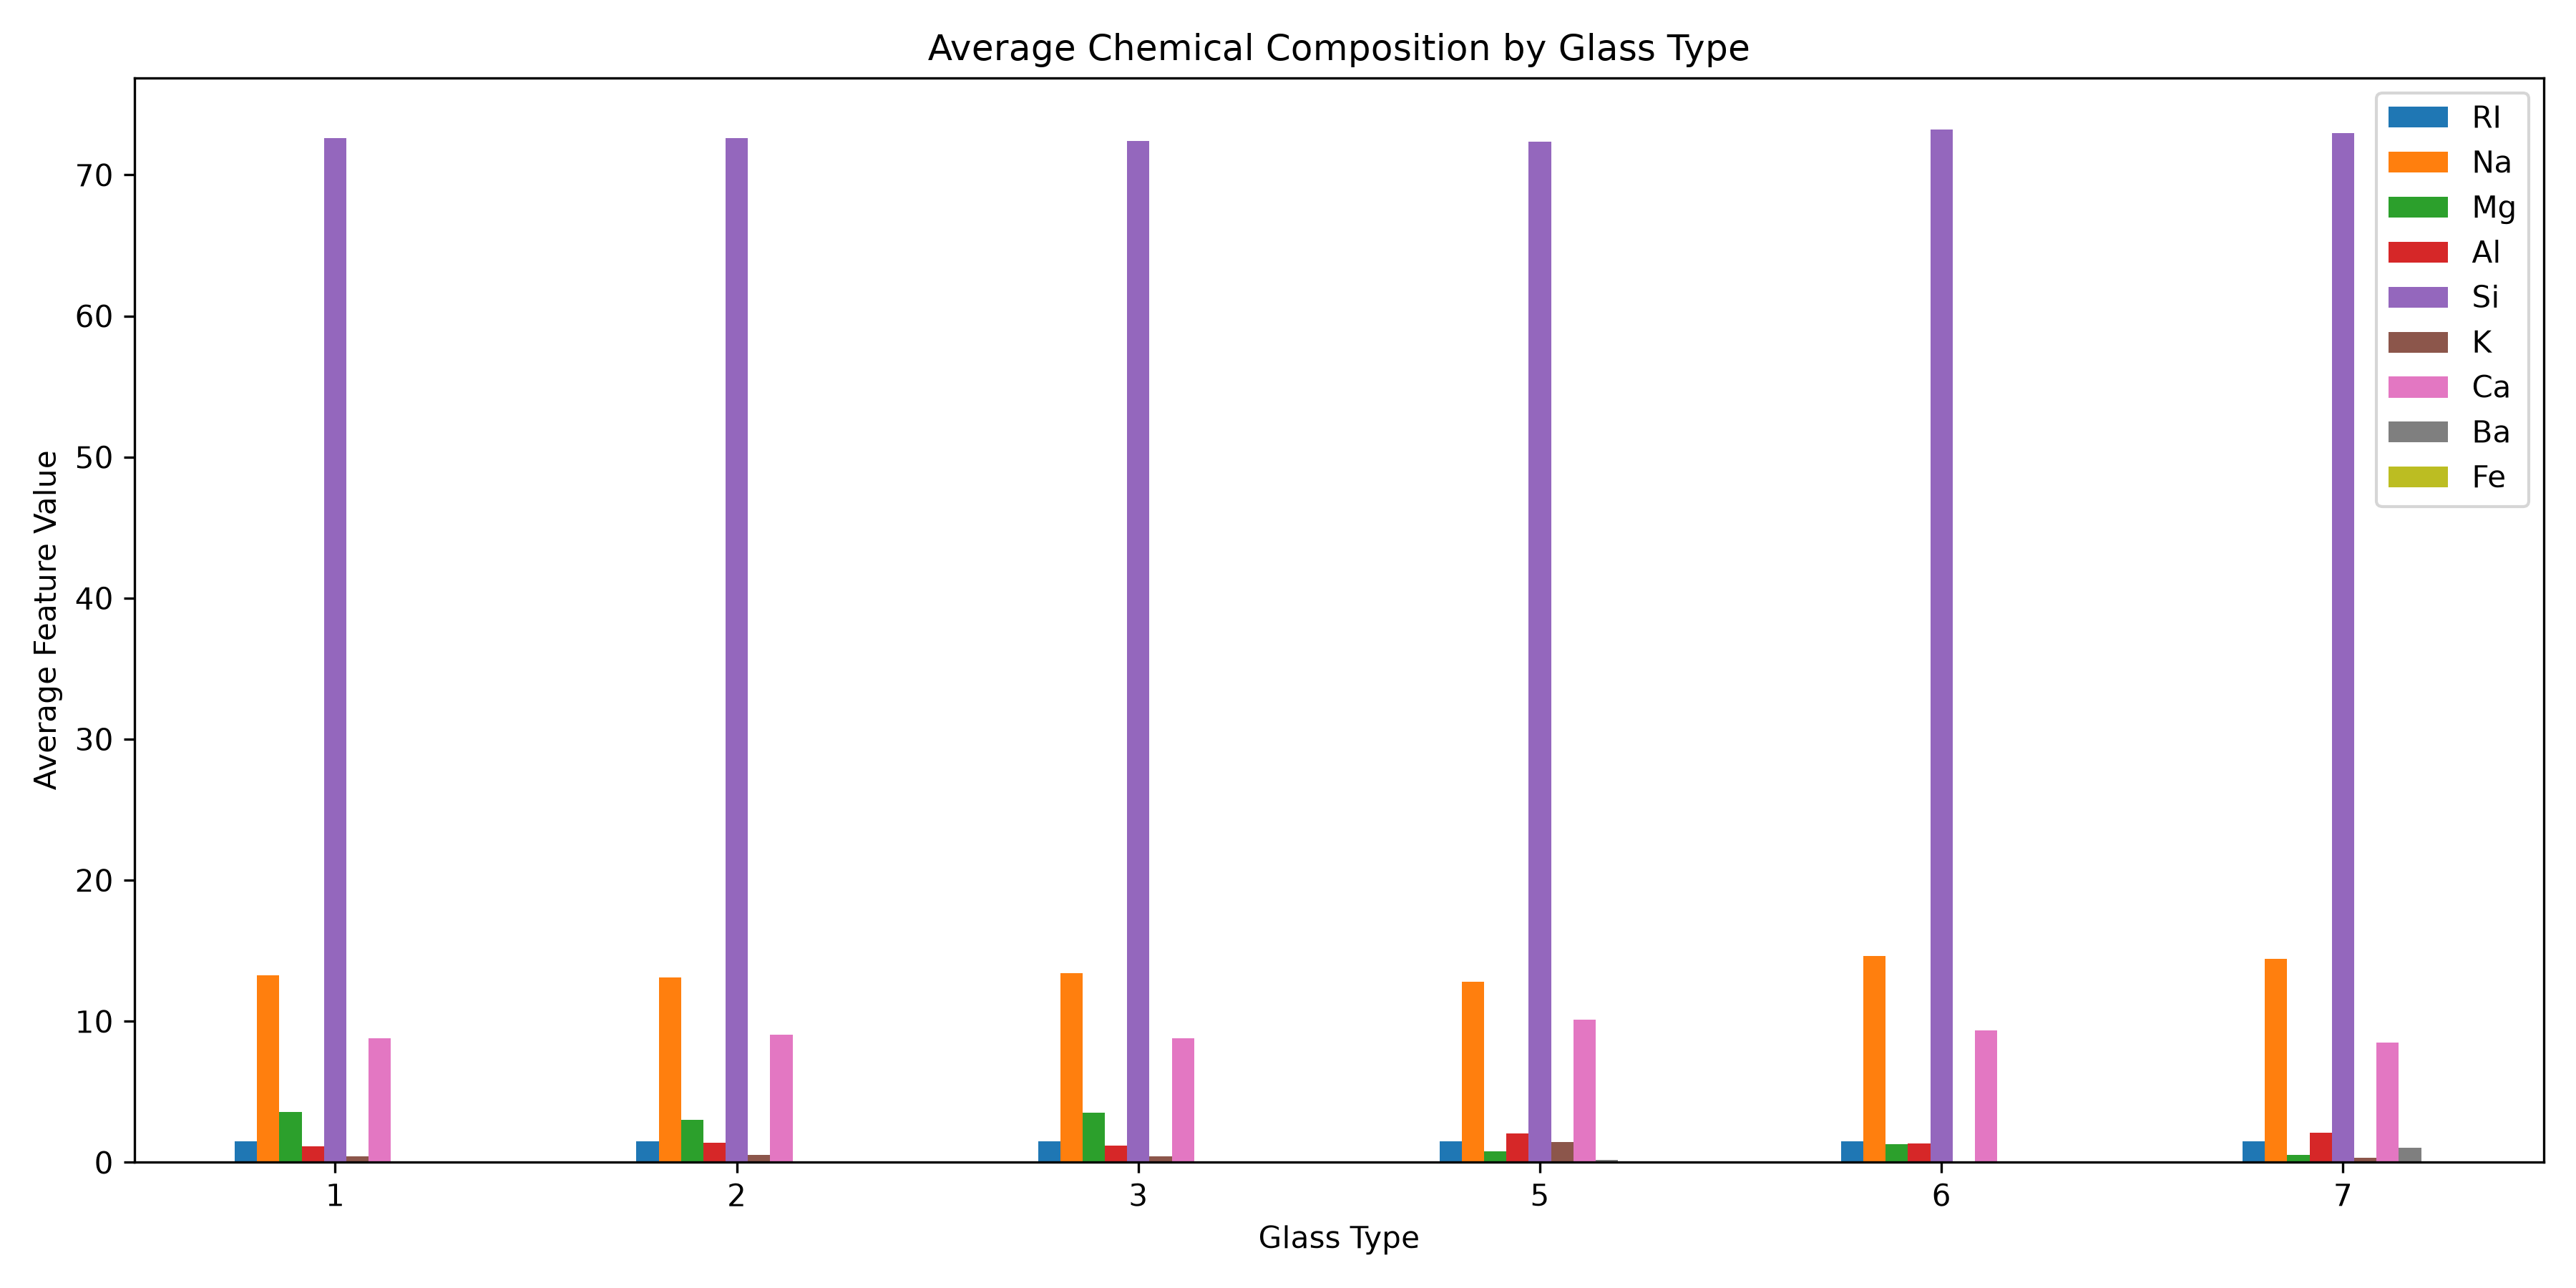 Average Chemical Composition by Glass Type
RI
Na
Mg
Al
Si
K
Ca
Ba
Fe
Average Feature Value
70
60
50
40
30
20
10
0
1 2 3 5 6 7
Glass Type